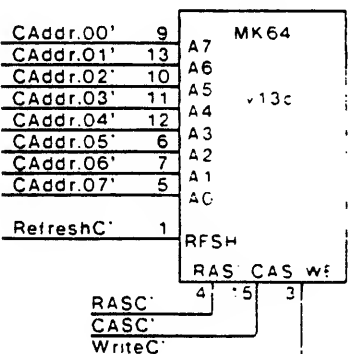 CAddr.00' 9 A7 MK64
CAddr.01' 13 A6
CAddr.02' 10 A5
CAddr.03' 11 A4 v13c
CAddr.04' 12 A3
CAddr.05' 6 A2
CAddr.06' 7 A1
CAddr.07' 5 A0
RefreshC' 1 RFSH
RAS CAS WE
4 15 3
RASC'
CASC'
WriteC'